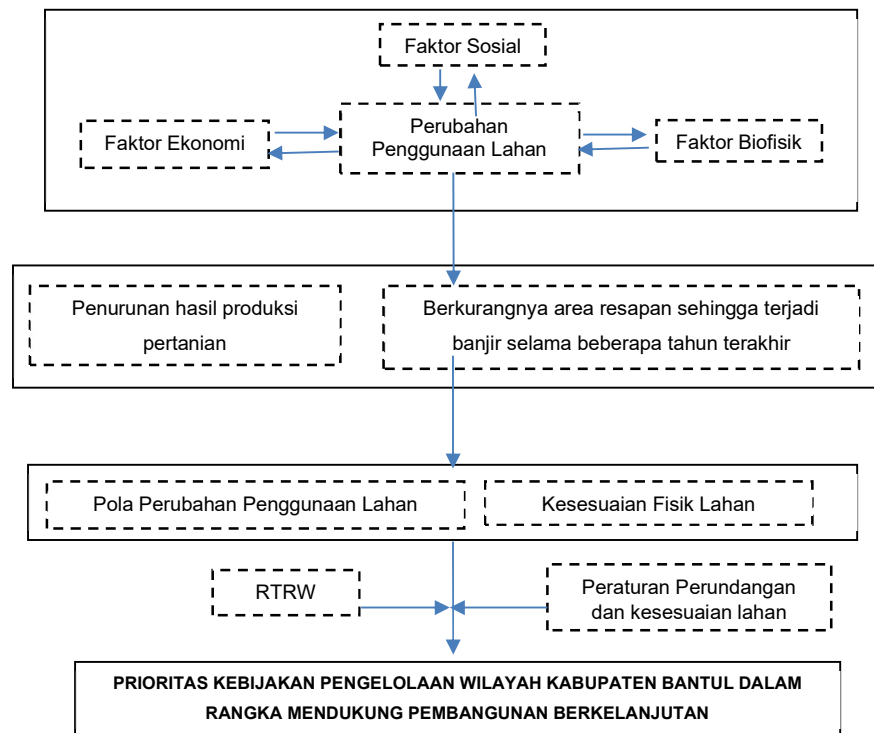 Faktor Sosial
Faktor Ekonomi
Perubahan
Penggunaan Lahan
Faktor Biofisik
Penurunan hasil produksi
pertanian
Berkurangnya area resapan sehingga terjadi
banjir selama beberapa tahun terakhir
Pola Perubahan Penggunaan Lahan
Kesesuaian Fisik Lahan
RTRW
Peraturan Perundangan
dan kesesuaian lahan
PRIORITAS KEBIJAKAN PENGELOLAAN WILAYAH KABUPATEN BANTUL DALAM
RANGKA MENDUKUNG PEMBANGUNAN BERKELANJUTAN